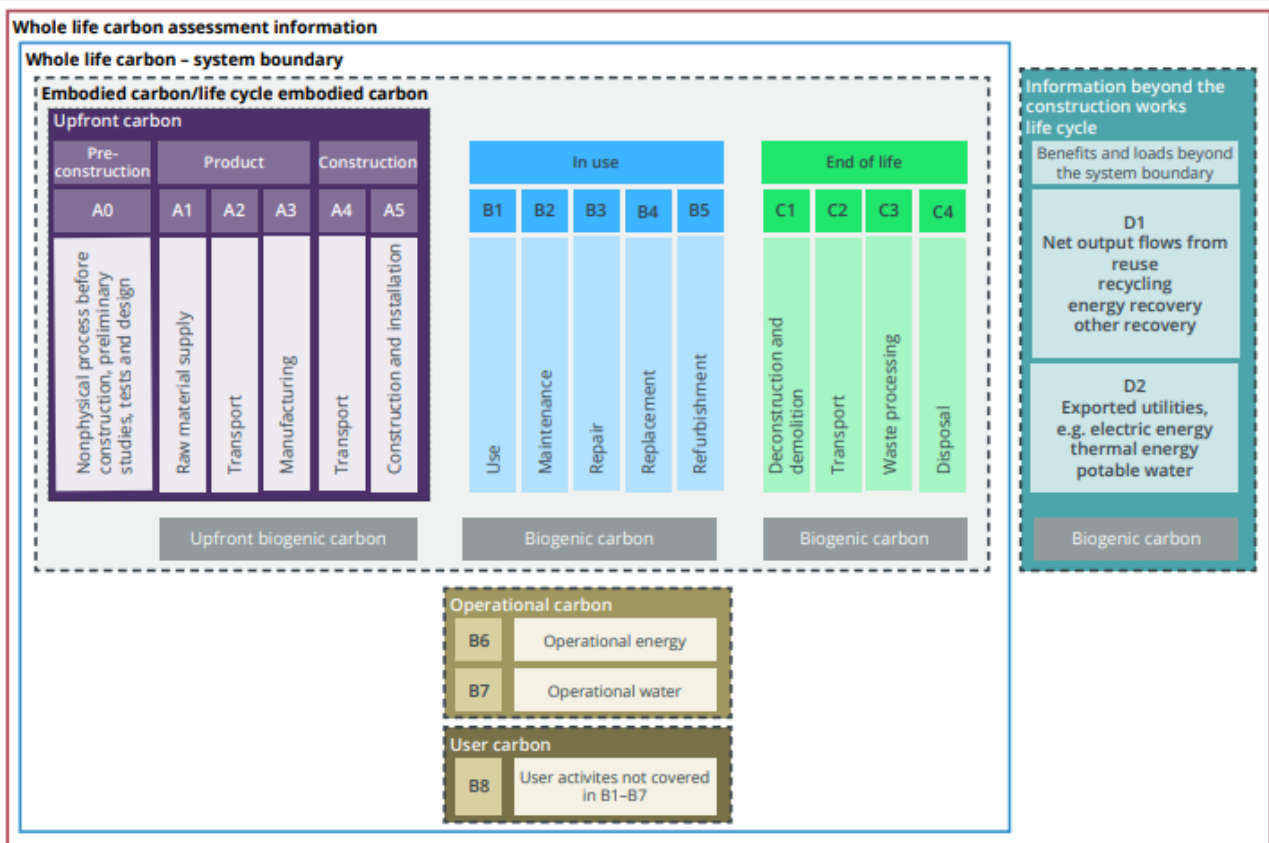 Whole life carbon assessment information
Whole life carbon – system boundary
Embodied carbon/life cycle embodied carbon
Upfront carbon
Pre-
construction
Product
Construction
A0
A1
A2
A3
A4
A5
Nonphysical process before
construction, preliminary
studies, tests and design
Raw material supply
Transport
Manufacturing
Transport
Construction and installation
Upfront biogenic carbon
In use
B1
B2
B3
B4
B5
Use
Maintenance
Repair
Replacement
Refurbishment
Biogenic carbon
End of life
C1
C2
C3
C4
Deconstruction and
demolition
Transport
Waste processing
Disposal
Biogenic carbon
Operational carbon
B6
Operational energy
B7
Operational water
User carbon
B8
User activites not covered
in B1–B7
Information beyond the
construction works
life cycle
Benefits and loads beyond
the system boundary
D1
Net output flows from
reuse
recycling
energy recovery
other recovery
D2
Exported utilities,
e.g. electric energy
thermal energy
potable water
Biogenic carbon